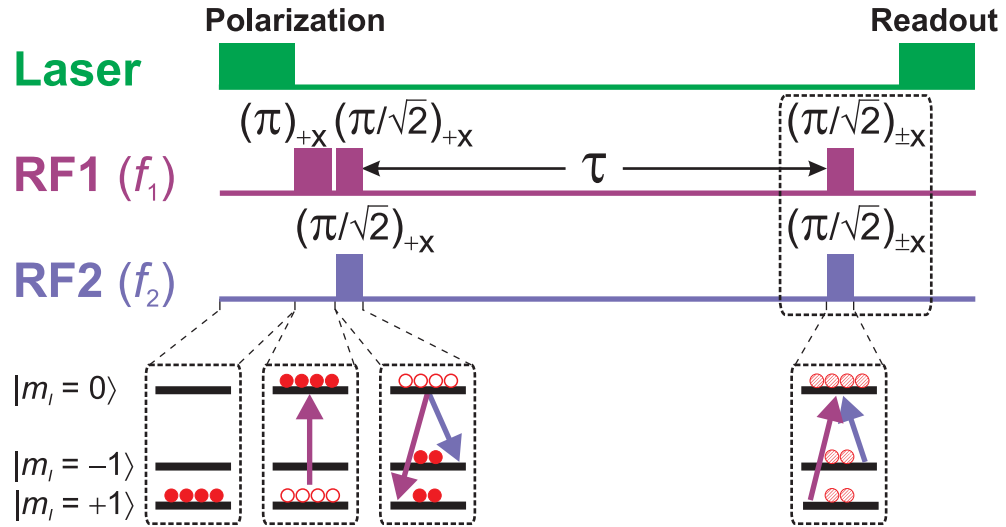 Polarization Readout
Laser
(π)+x (π/√2)+x (π/√2)±x
RF1 (f1) τ
(π/√2)+x (π/√2)±x
RF2 (f2)
|mI = 0⟩
|mI = −1⟩
|mI = +1⟩